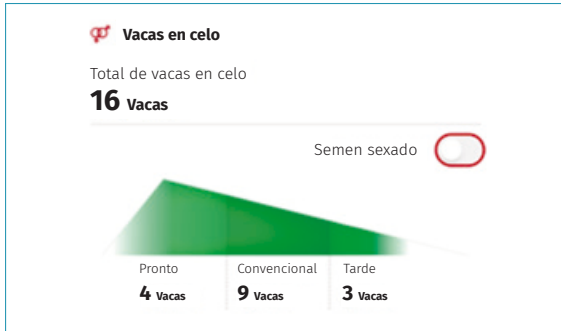 Vacas en celo
Total de vacas en celo
16 Vacas
Semen sexado
Pronto Convencional Tarde
4 Vacas 9 Vacas 3 Vacas